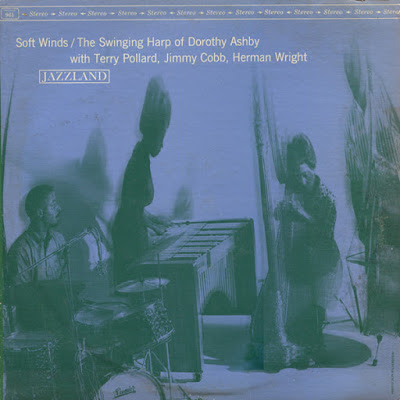 Stereo Stereo Stereo Stereo Stereo Stereo Stereo Stereo Stereo Stereo Stereo
Soft Winds/The Swinging Harp of Dorothy Ashby
with Terry Pollard, Jimmy Cobb, Herman Wright
JAZZLAND